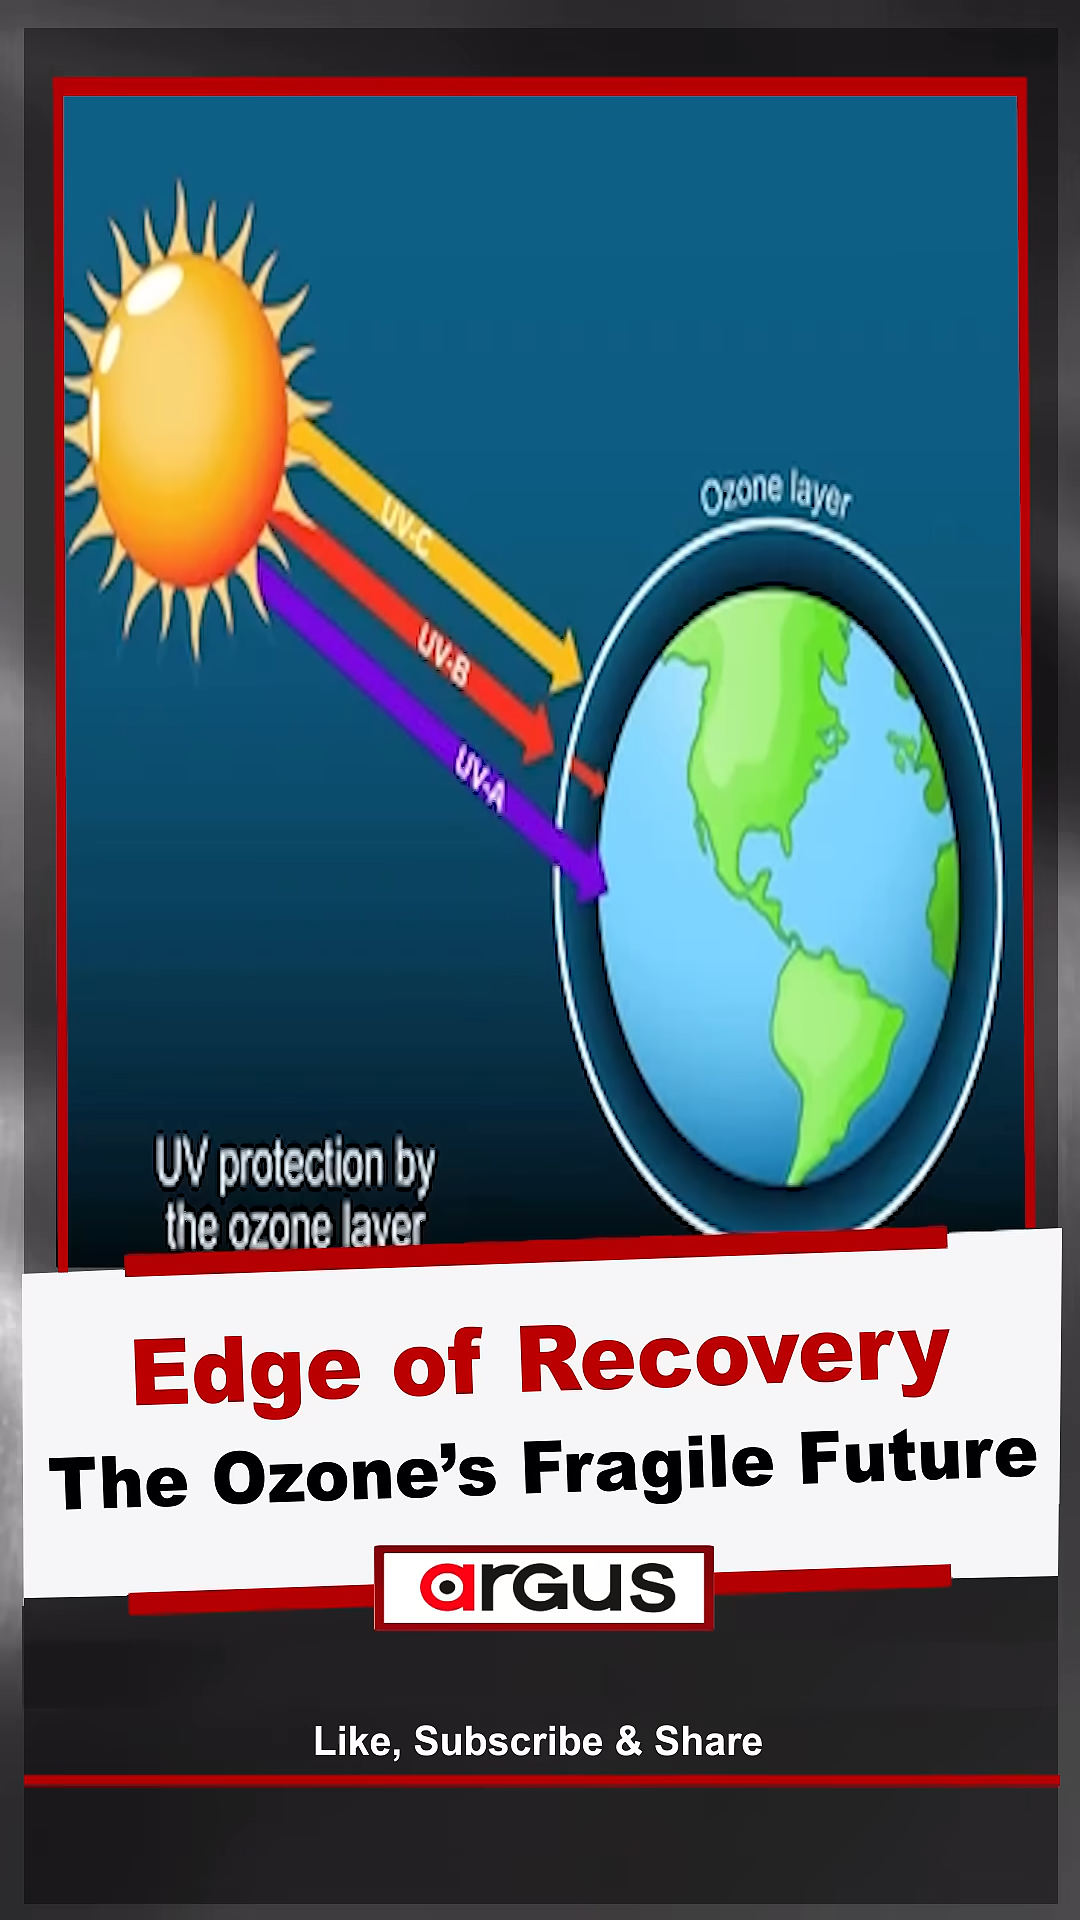 Ozone layer
UV-C
UV-B
UV-A
UV protection by
the ozone layer
Edge of Recovery
The Ozone’s Fragile Future
argus
Like, Subscribe & Share